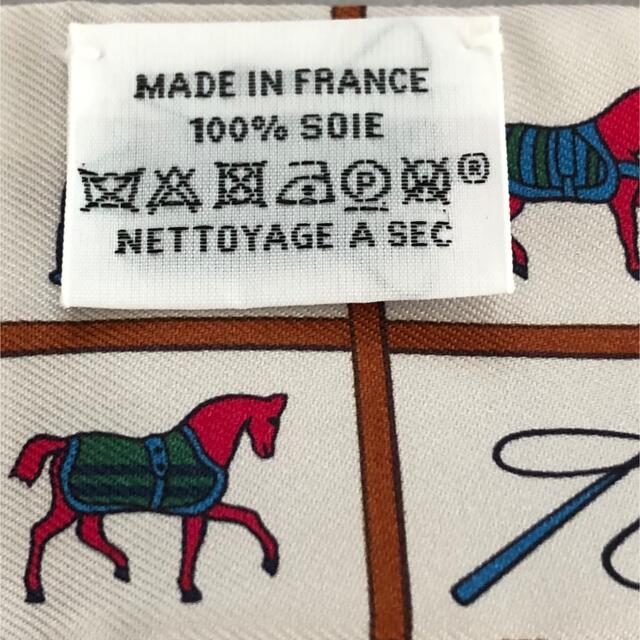 MADE IN FRANCE
100% SOIE
P W ®
NETTOYAGE A SEC